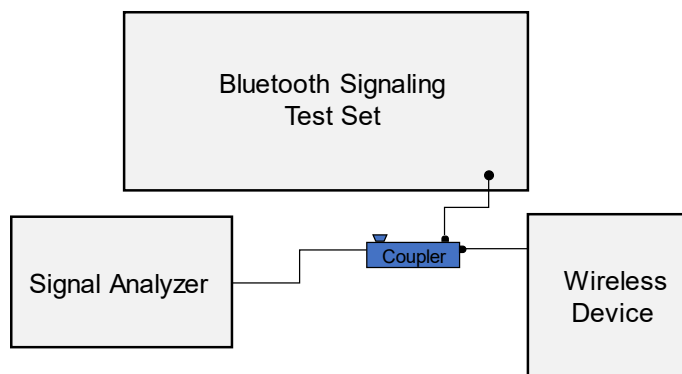 Bluetooth Signaling
Test Set
Signal Analyzer
Coupler
Wireless
Device